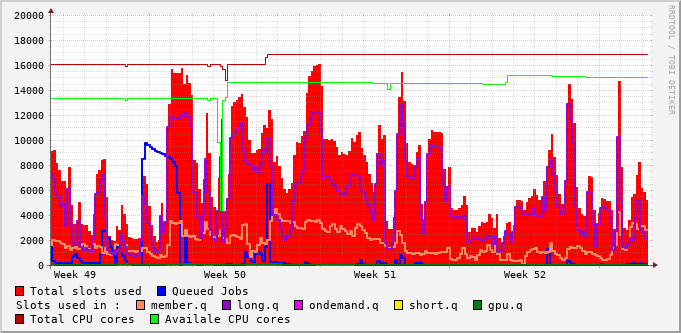 20000
18000
16000
14000
12000
10000
8000
6000
4000
2000
0
Week 49 Week 50 Week 51 Week 52
Total slots used Queued Jobs
Slots used in : member.q long.q ondemand.q short.q gpu.q
Total CPU cores Availale CPU cores
RRDTOOL / TOBI OETIKER